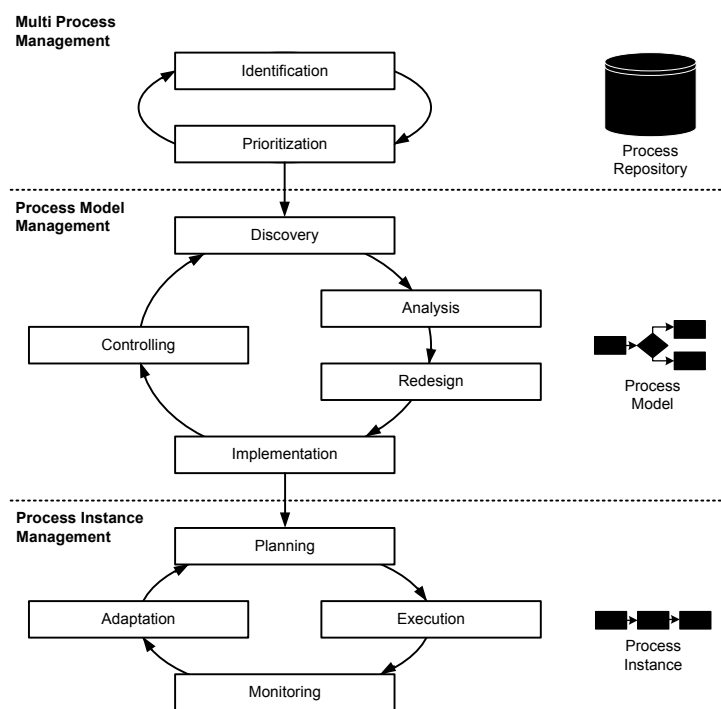 Multi Process
Management
Identification
Prioritization
Process
Repository
Process Model
Management
Discovery
Analysis
Controlling
Redesign
Process
Model
Implementation
Process Instance
Management
Planning
Adaptation
Execution
Process
Instance
Monitoring